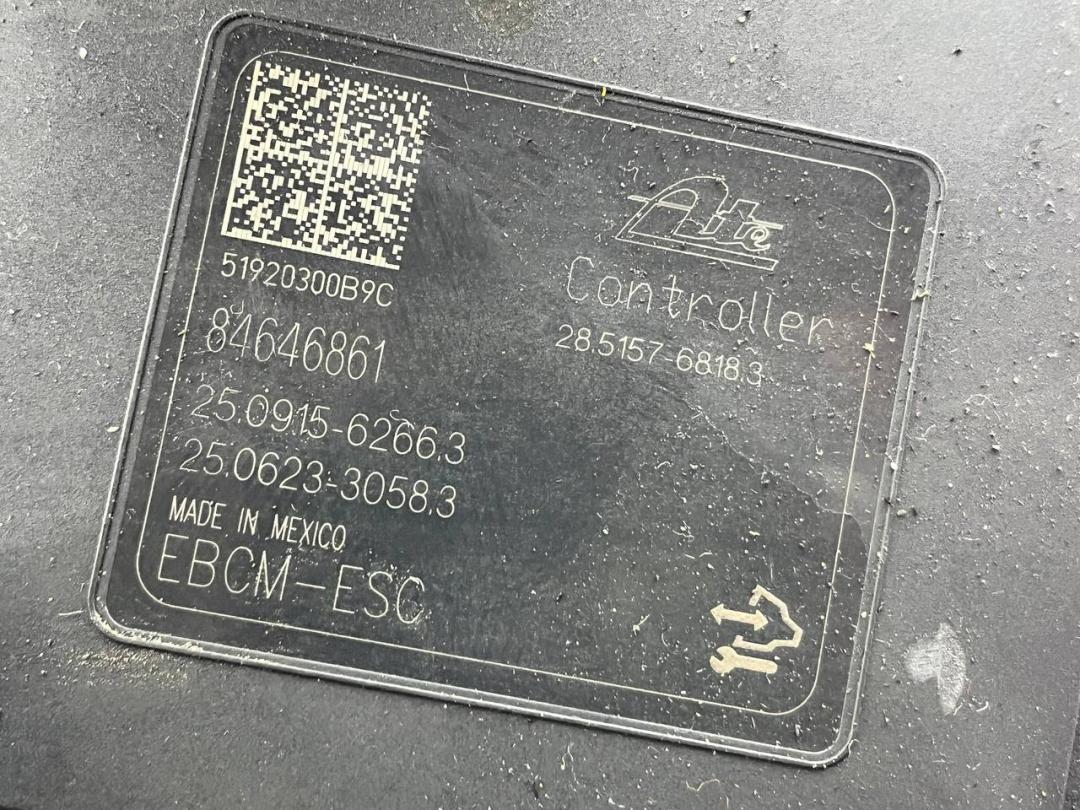 51920300B9C
84646861
25.0915-6266.3
25.0623-3058.3
MADE IN MEXICO
EBCM-ESC
Ate
Controller
28.5157-6818.3